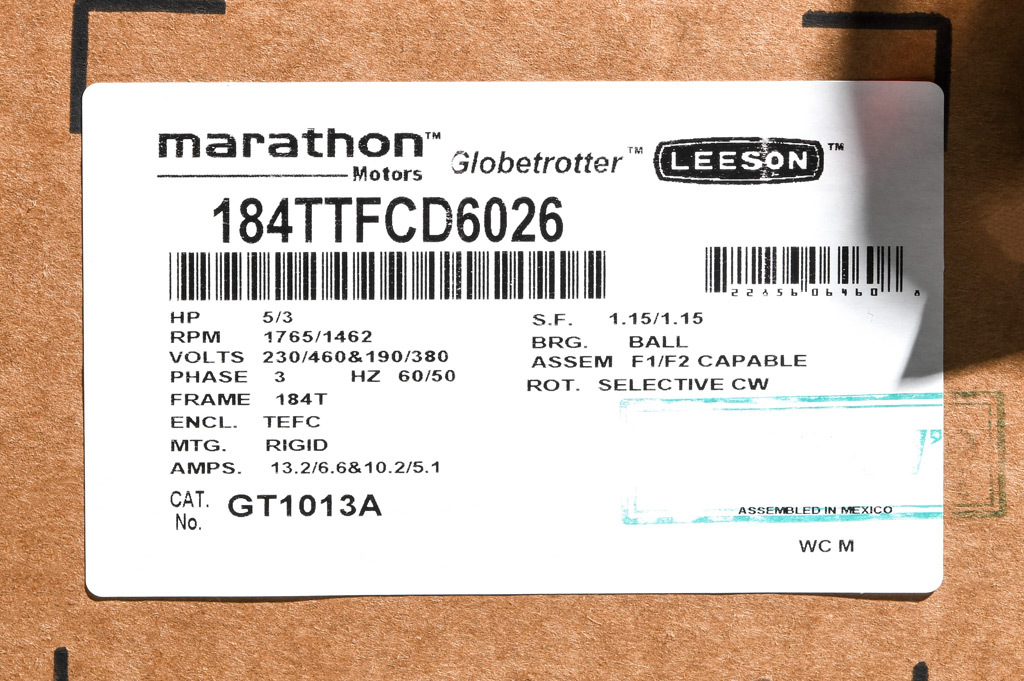 marathon™
Motors
Globetrotter™
LEESON™
184TTFCD6026
HP 5/3
RPM 1765/1462
VOLTS 230/460&190/380
PHASE 3 HZ 60/50
FRAME 184T
ENCL. TEFC
MTG. RIGID
AMPS. 13.2/6.6&10.2/5.1
CAT. No. GT1013A
S.F. 1.15/1.15
BRG. BALL
ASSEM F1/F2 CAPABLE
ROT. SELECTIVE CW
ASSEMBLED IN MEXICO
WC M